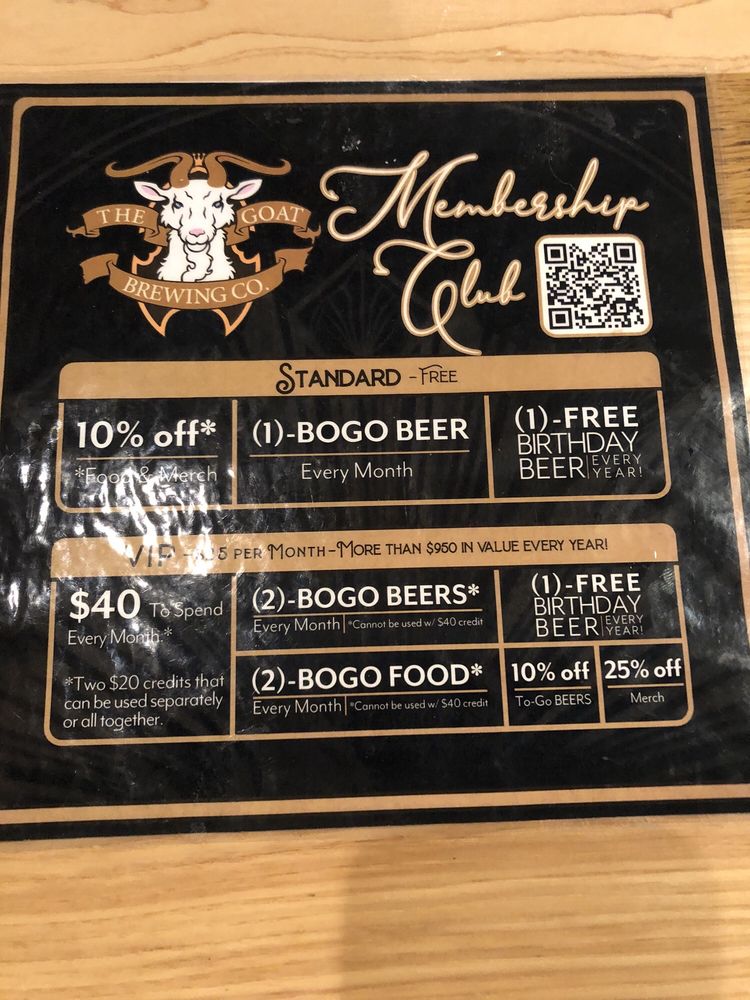 THE GOAT
BREWING CO.
Membership
Club
STANDARD - FREE
10% off*
*Food & Merch
(1)-BOGO BEER
Every Month
(1)-FREE
BIRTHDAY
BEER EVERY YEAR!
VIP - PER MONTH - MORE THAN $950 IN VALUE EVERY YEAR!
$40 To Spend
Every Month.*
*Two $20 credits that
can be used separately
or all together.
(2)-BOGO BEERS*
Every Month *Cannot be used w/ $40 credit
(2)-BOGO FOOD*
Every Month *Cannot be used w/ $40 credit
(1)-FREE
BIRTHDAY
BEER EVERY YEAR!
10% off
To-Go BEERS
25% off
Merch